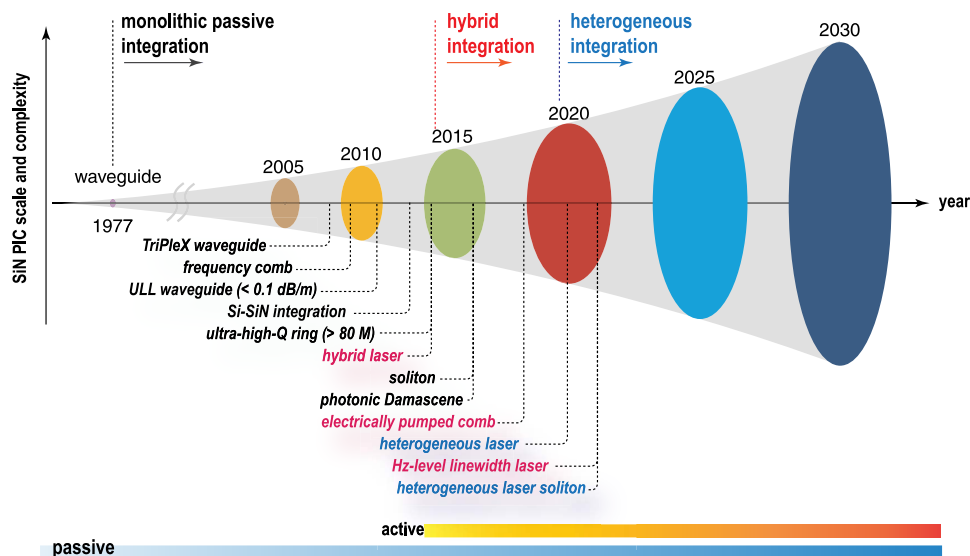 monolithic passive
integration
hybrid
integration
heterogeneous
integration
2030
2025
2020
2015
2010
2005
waveguide
1977
SiN PIC scale and complexity
year
TriPleX waveguide
frequency comb
ULL waveguide (< 0.1 dB/m)
Si-SiN integration
ultra-high-Q ring (> 80 M)
hybrid laser
soliton
photonic Damascene
electrically pumped comb
heterogeneous laser
Hz-level linewidth laser
heterogeneous laser soliton
active
passive